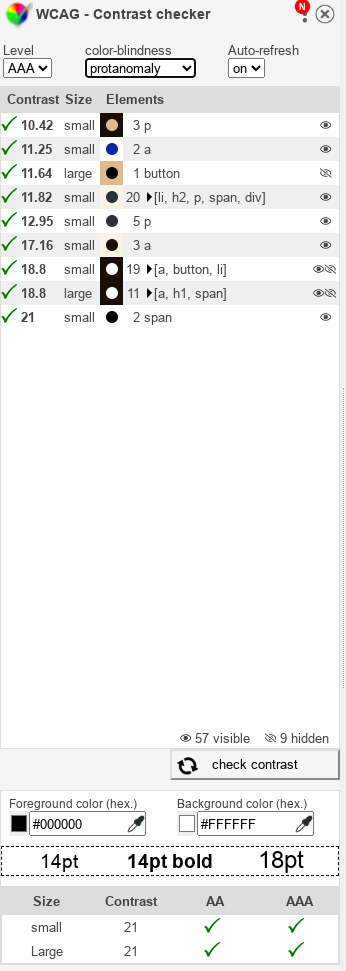 WCAG - Contrast checker
N
Level color-blindness Auto-refresh
AAA protanomaly on
Contrast Size Elements
10.42 small 3 p
11.25 small 2 a
11.64 large 1 button
11.82 small 20 [li, h2, p, span, div]
12.95 small 5 p
17.16 small 3 a
18.8 small 19 [a, button, li]
18.8 large 11 [a, h1, span]
21 small 2 span
57 visible 9 hidden
check contrast
Foreground color (hex.) Background color (hex.)
#000000 #FFFFFF
14pt 14pt bold 18pt
Size Contrast AA AAA
small 21
Large 21